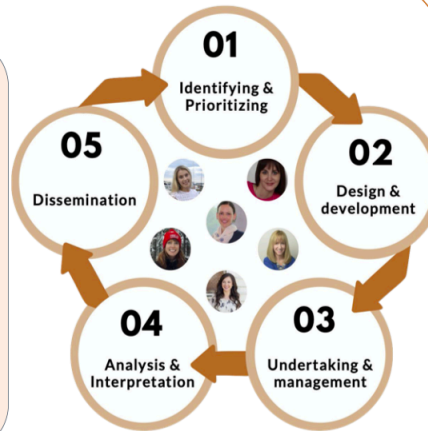 01
Identifying &
Prioritizing
02
Design &
development
03
Undertaking &
management
04
Analysis &
Interpretation
05
Dissemination